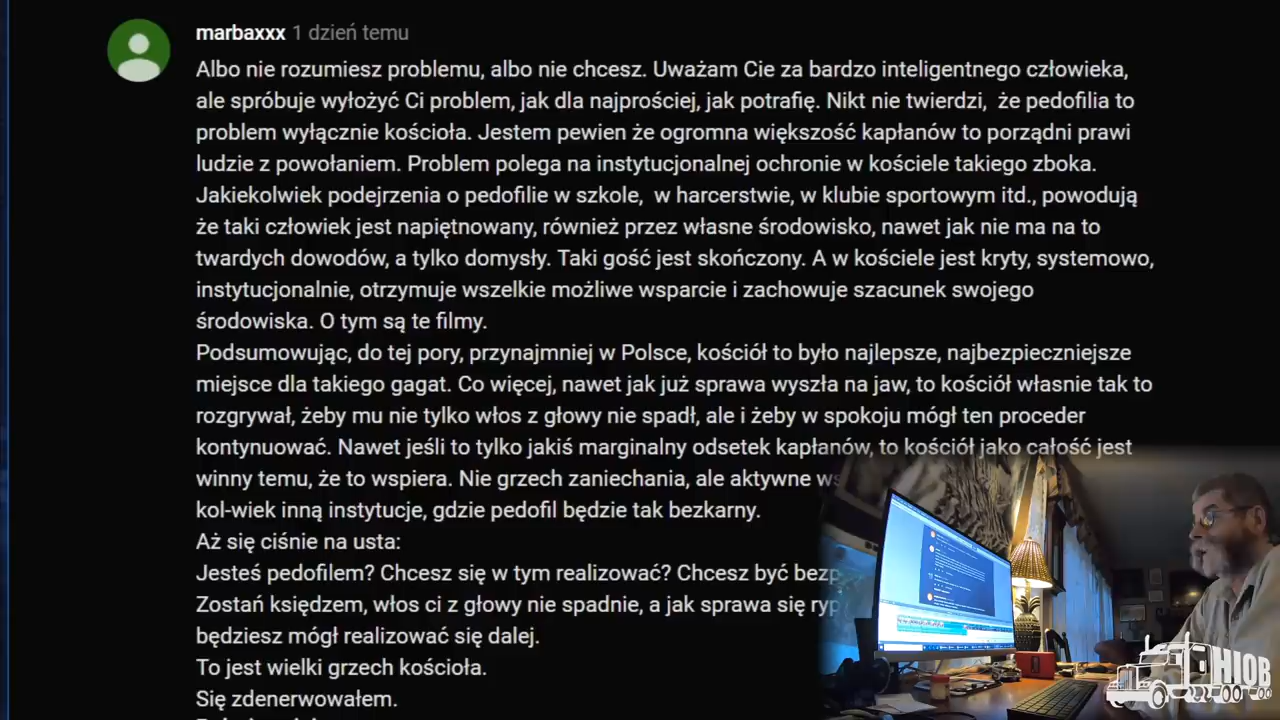 marbaxxx 1 dzień temu
Albo nie rozumiesz problemu, albo nie chcesz. Uważam Cie za bardzo inteligentnego człowieka,
ale spróbuje wyłożyć Ci problem, jak dla najprościej, jak potrafię. Nikt nie twierdzi, że pedofilia to
problem wyłącznie kościoła. Jestem pewien że ogromna większość kapłanów to porządni prawi
ludzie z powołaniem. Problem polega na instytucjonalnej ochronie w kościele takiego zboka.
Jakiekolwiek podejrzenia o pedofilie w szkole, w harcerstwie, w klubie sportowym itd., powodują
że taki człowiek jest napiętnowany, również przez własne środowisko, nawet jak nie ma na to
twardych dowodów, a tylko domysły. Taki gość jest skończony. A w kościele jest kryty, systemowo,
instytucjonalnie, otrzymuje wszelkie możliwe wsparcie i zachowuje szacunek swojego
środowiska. O tym są te filmy.
Podsumowując, do tej pory, przynajmniej w Polsce, kościół to było najlepsze, najbezpieczniejsze
miejsce dla takiego gagat. Co więcej, nawet jak już sprawa wyszła na jaw, to kościół własnie tak to
rozgrywał, żeby mu nie tylko włos z głowy nie spadł, ale i żeby w spokoju mógł ten proceder
kontynuować. Nawet jeśli to tylko jakiś marginalny odsetek kapłanów, to kościół jako całość jest
winny temu, że to wspiera. Nie grzech zaniechania, ale aktywne
kol-wiek inną instytucje, gdzie pedofil będzie tak bezkarny.
Aż się ciśnie na usta:
Jesteś pedofilem? Chcesz się w tym realizować? Chcesz być
Zostań księdzem, włos ci z głowy nie spadnie, a jak sprawa się
będziesz mógł realizować się dalej.
To jest wielki grzech kościoła.
Się zdenerwowałem.
HIOB